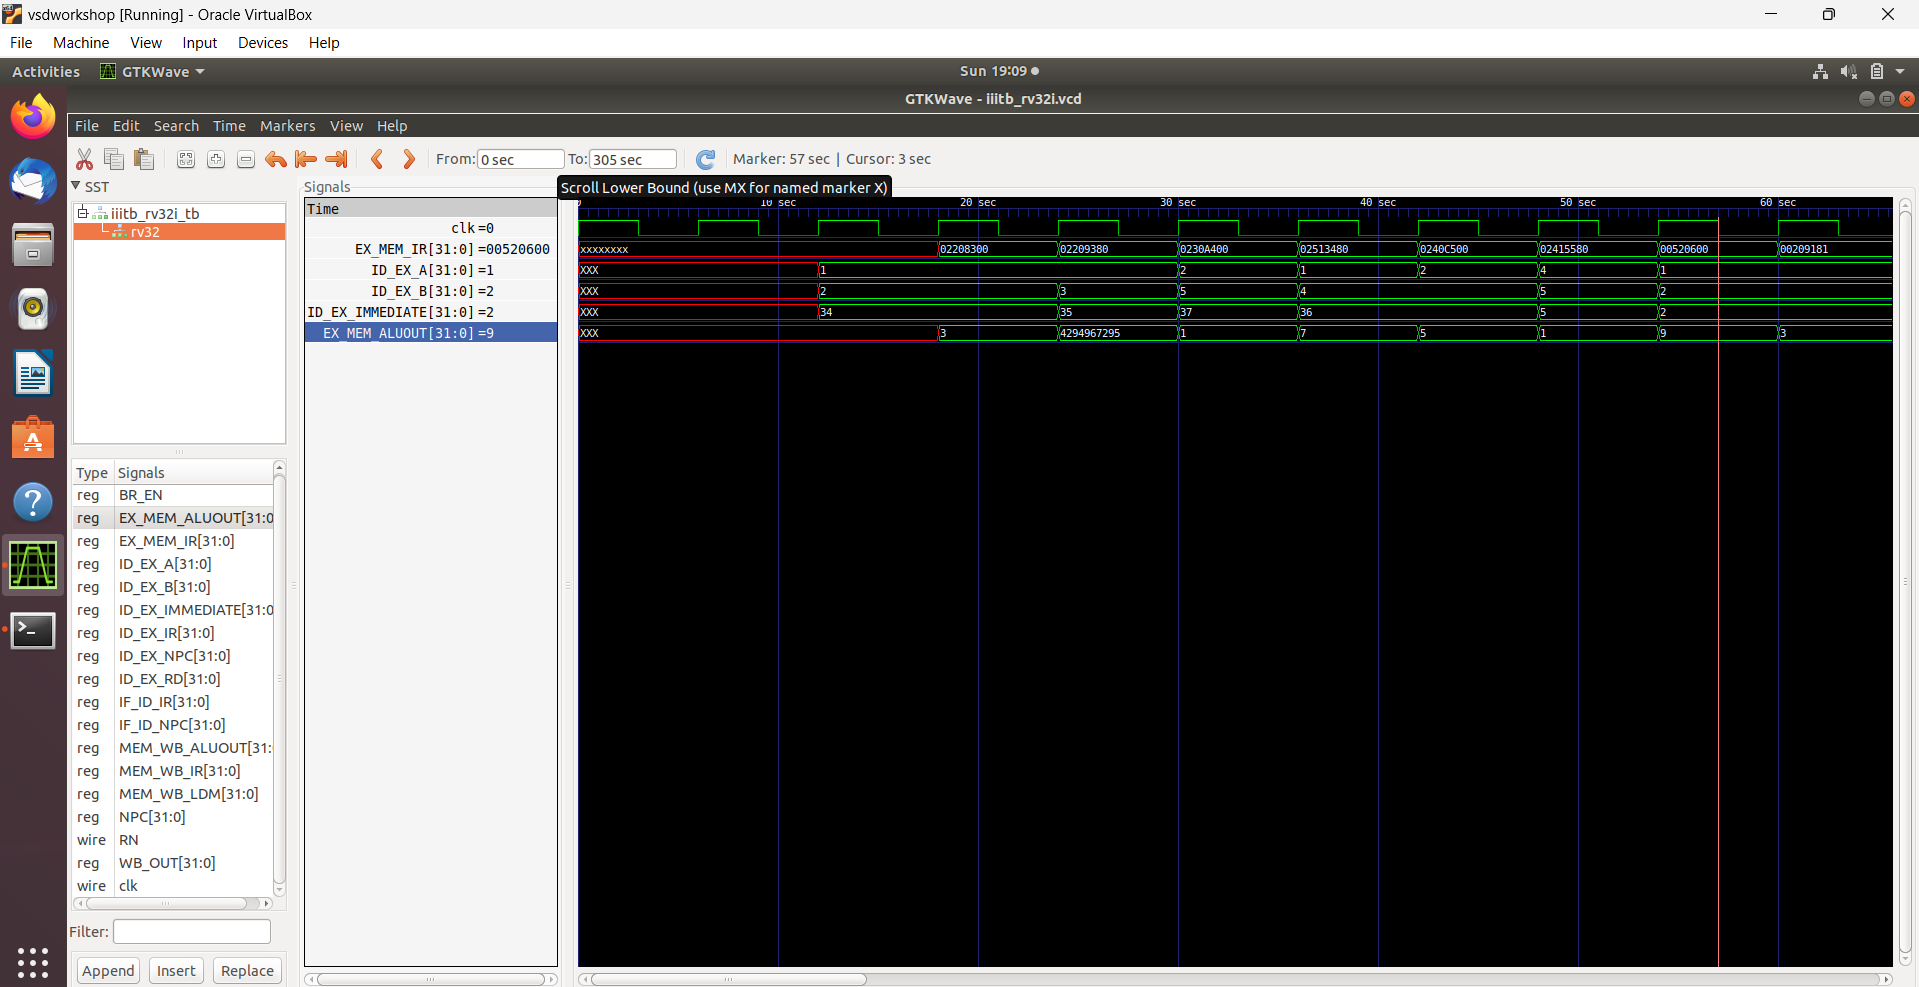 vsdworkshop [Running] - Oracle VirtualBox
File Machine View Input Devices Help
Activities GTKWave Sun 19:09
GTKWave - iiitb_rv32i.vcd
File Edit Search Time Markers View Help
From: 0 sec To: 305 sec Marker: 57 sec | Cursor: 3 sec
SST
Signals
Scroll Lower Bound (use MX for named marker X)
iiitb_rv32i_tb
rv32
Time
10 sec 20 sec 30 sec 40 sec 50 sec 60 sec
clk =0
EX_MEM_IR[31:0] =00520600 xxxxxxxx 02208300 02209380 0230A400 02513480 0240C500 02415580 00520600 00209181
ID_EX_A[31:0] =1 XXX 1 2 1 2 4 1
ID_EX_B[31:0] =2 XXX 2 3 5 4 5 2
ID_EX_IMMEDIATE[31:0] =2 XXX 34 35 37 36 5 2
EX_MEM_ALUOUT[31:0] =9 XXX 3 4294967295 1 7 5 1 9 3
Type Signals
reg BR_EN
reg EX_MEM_ALUOUT[31:0
reg EX_MEM_IR[31:0]
reg ID_EX_A[31:0]
reg ID_EX_B[31:0]
reg ID_EX_IMMEDIATE[31:0
reg ID_EX_IR[31:0]
reg ID_EX_NPC[31:0]
reg ID_EX_RD[31:0]
reg IF_ID_IR[31:0]
reg IF_ID_NPC[31:0]
reg MEM_WB_ALUOUT[31:
reg MEM_WB_IR[31:0]
reg MEM_WB_LDM[31:0]
reg NPC[31:0]
wire RN
reg WB_OUT[31:0]
wire clk
Filter:
Append Insert Replace